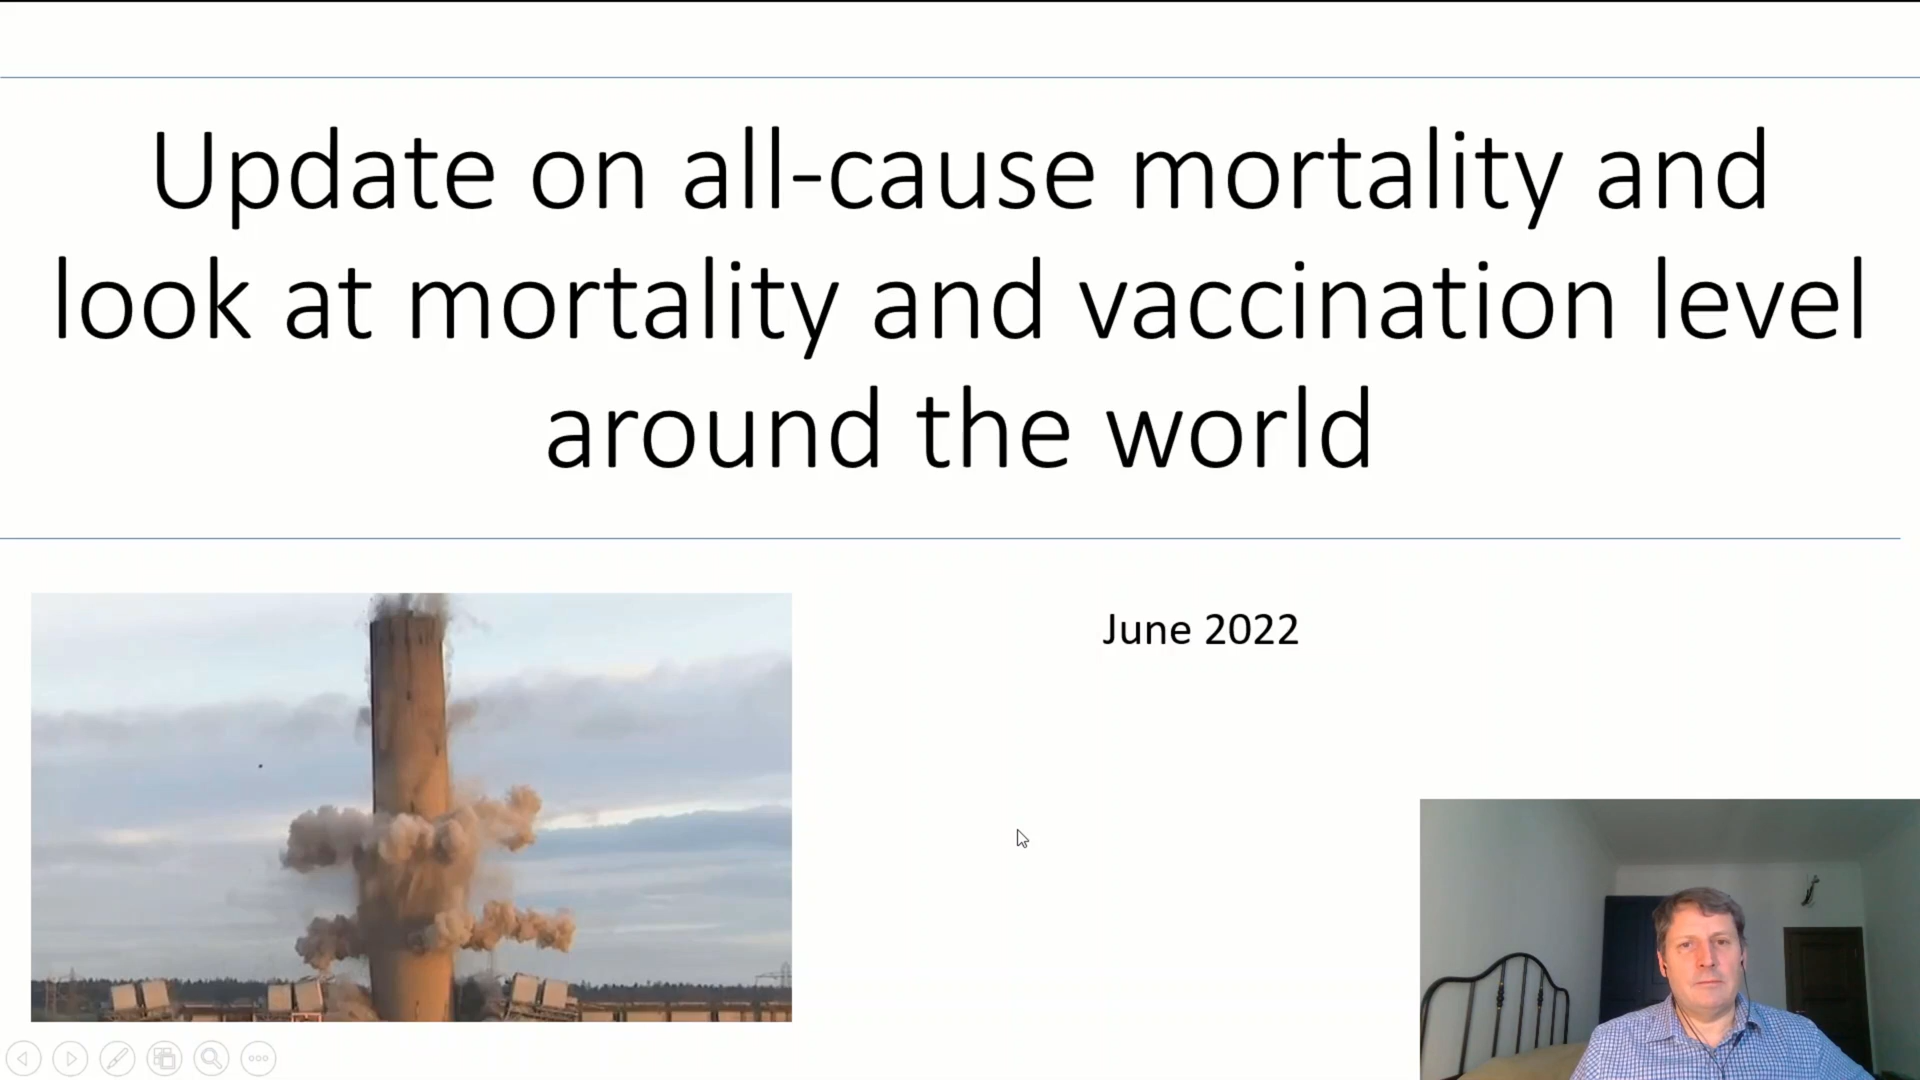 Update on all-cause mortality and
look at mortality and vaccination level
around the world
June 2022